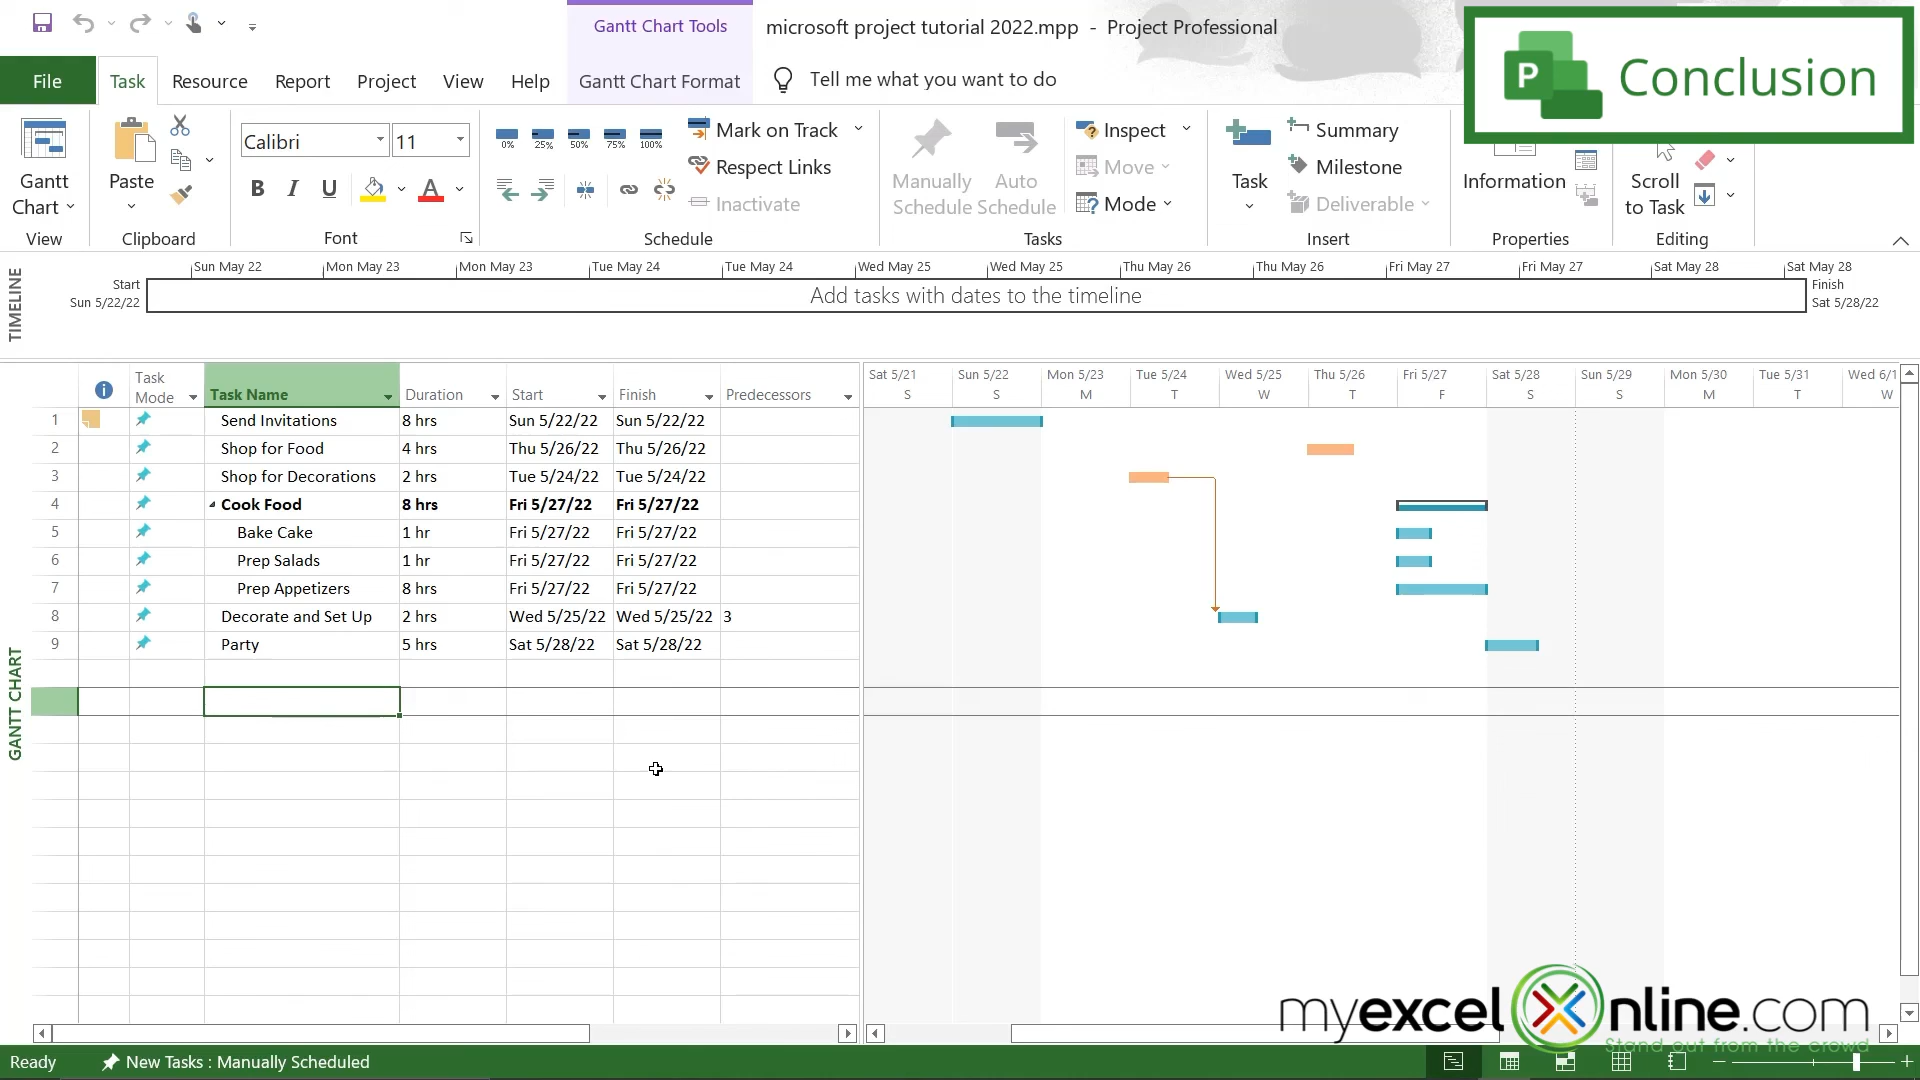 Gantt Chart Tools
microsoft project tutorial 2022.mpp - Project Professional
P Conclusion
File Task Resource Report Project View Help Gantt Chart Format Tell me what you want to do
Gantt
Chart
View
Paste
Clipboard
Calibri 11
B I U A
Font
0% 25% 50% 75% 100%
Mark on Track
Respect Links
Inactivate
Schedule
Manually
Schedule
Auto
Schedule
Inspect
Move
Mode
Tasks
Task
Summary
Milestone
Deliverable
Insert
Information
Properties
Scroll
to Task
Editing
TIMELINE
Sun May 22 Mon May 23 Mon May 23 Tue May 24 Tue May 24 Wed May 25 Wed May 25 Thu May 26 Thu May 26 Fri May 27 Fri May 27 Sat May 28 Sat May 28
Start
Sun 5/22/22
Add tasks with dates to the timeline
Finish
Sat 5/28/22
GANTT CHART
Task
Mode
Task Name Duration Start Finish Predecessors
1 Send Invitations 8 hrs Sun 5/22/22 Sun 5/22/22
2 Shop for Food 4 hrs Thu 5/26/22 Thu 5/26/22
3 Shop for Decorations 2 hrs Tue 5/24/22 Tue 5/24/22
4 Cook Food 8 hrs Fri 5/27/22 Fri 5/27/22
5 Bake Cake 1 hr Fri 5/27/22 Fri 5/27/22
6 Prep Salads 1 hr Fri 5/27/22 Fri 5/27/22
7 Prep Appetizers 8 hrs Fri 5/27/22 Fri 5/27/22
8 Decorate and Set Up 2 hrs Wed 5/25/22 Wed 5/25/22 3
9 Party 5 hrs Sat 5/28/22 Sat 5/28/22
Sat 5/21 Sun 5/22 Mon 5/23 Tue 5/24 Wed 5/25 Thu 5/26 Fri 5/27 Sat 5/28 Sun 5/29 Mon 5/30 Tue 5/31 Wed 6/1
S S M T W T F S S M T W
myexcelonline.com
Stand out from the crowd
Ready New Tasks : Manually Scheduled